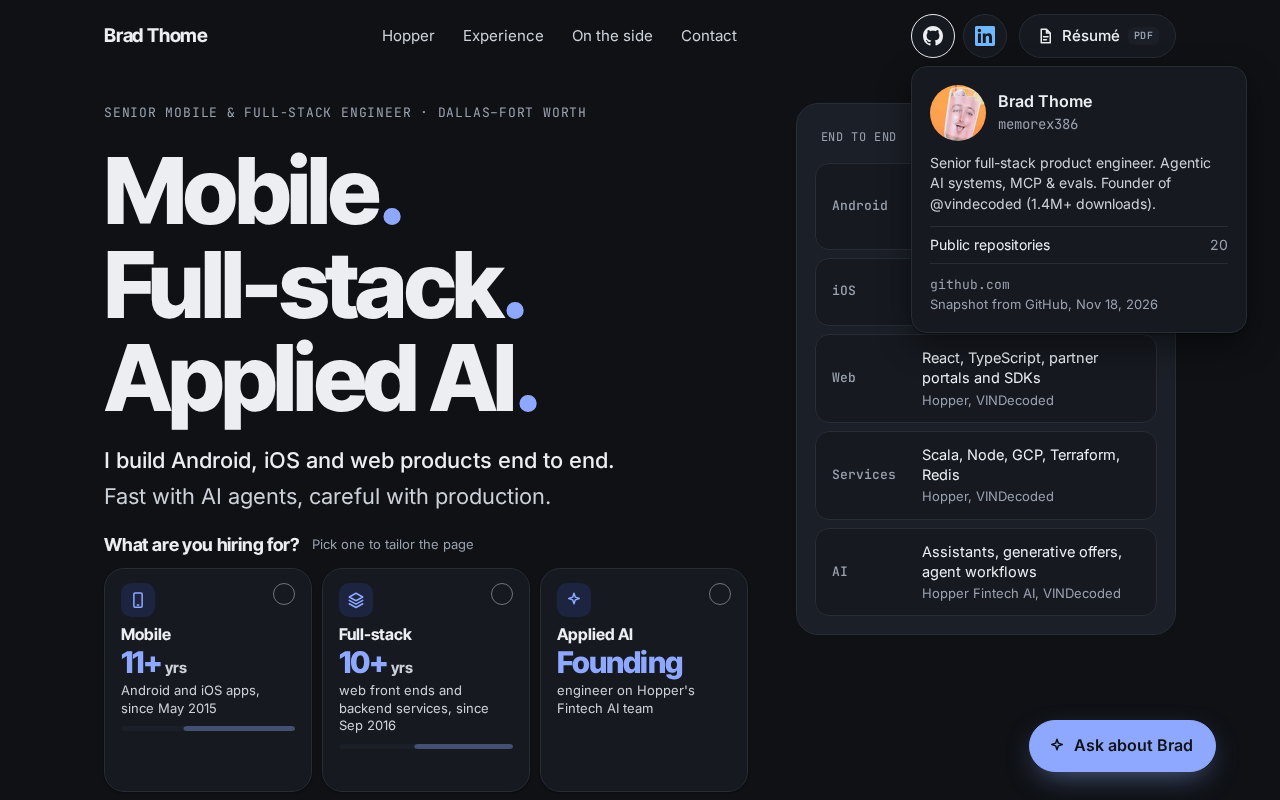 Brad Thome
Hopper
Experience
On the side
Contact
Résumé PDF
SENIOR MOBILE & FULL-STACK ENGINEER · DALLAS–FORT WORTH
Mobile.
Full-stack.
Applied AI.
I build Android, iOS and web products end to end.
Fast with AI agents, careful with production.
What are you hiring for? Pick one to tailor the page
Mobile
11+ yrs
Android and iOS apps,
since May 2015
Full-stack
10+ yrs
web front ends and
backend services, since
Sep 2016
Applied AI
Founding
engineer on Hopper's
Fintech AI team
END TO END
Android
iOS
Web
React, TypeScript, partner
portals and SDKs
Hopper, VINDecoded
Services
Scala, Node, GCP, Terraform,
Redis
Hopper, VINDecoded
AI
Assistants, generative offers,
agent workflows
Hopper Fintech AI, VINDecoded
Brad Thome
memorex386
Senior full-stack product engineer. Agentic
AI systems, MCP & evals. Founder of
@vindecoded (1.4M+ downloads).
Public repositories 20
github.com
Snapshot from GitHub, Nov 18, 2026
Ask about Brad